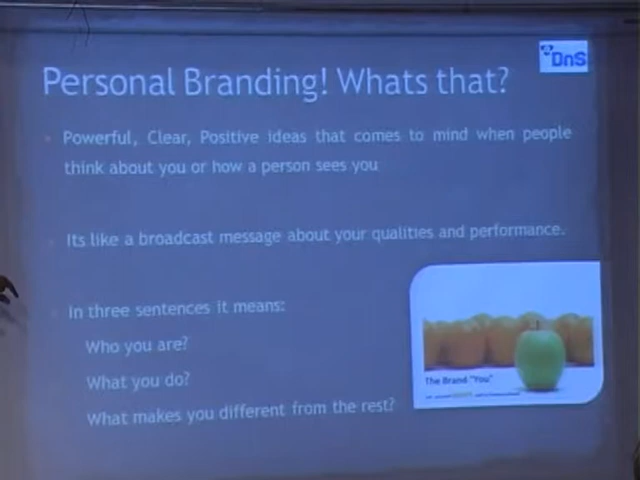 DnS
Personal Branding! Whats that?
Powerful, Clear, Positive ideas that comes to mind when people
think about you or how a person sees you
Its like a broadcast message about your qualities and performance.
In three sentences it means:
Who you are?
What you do?
What makes you different from the rest?
The Brand "You"